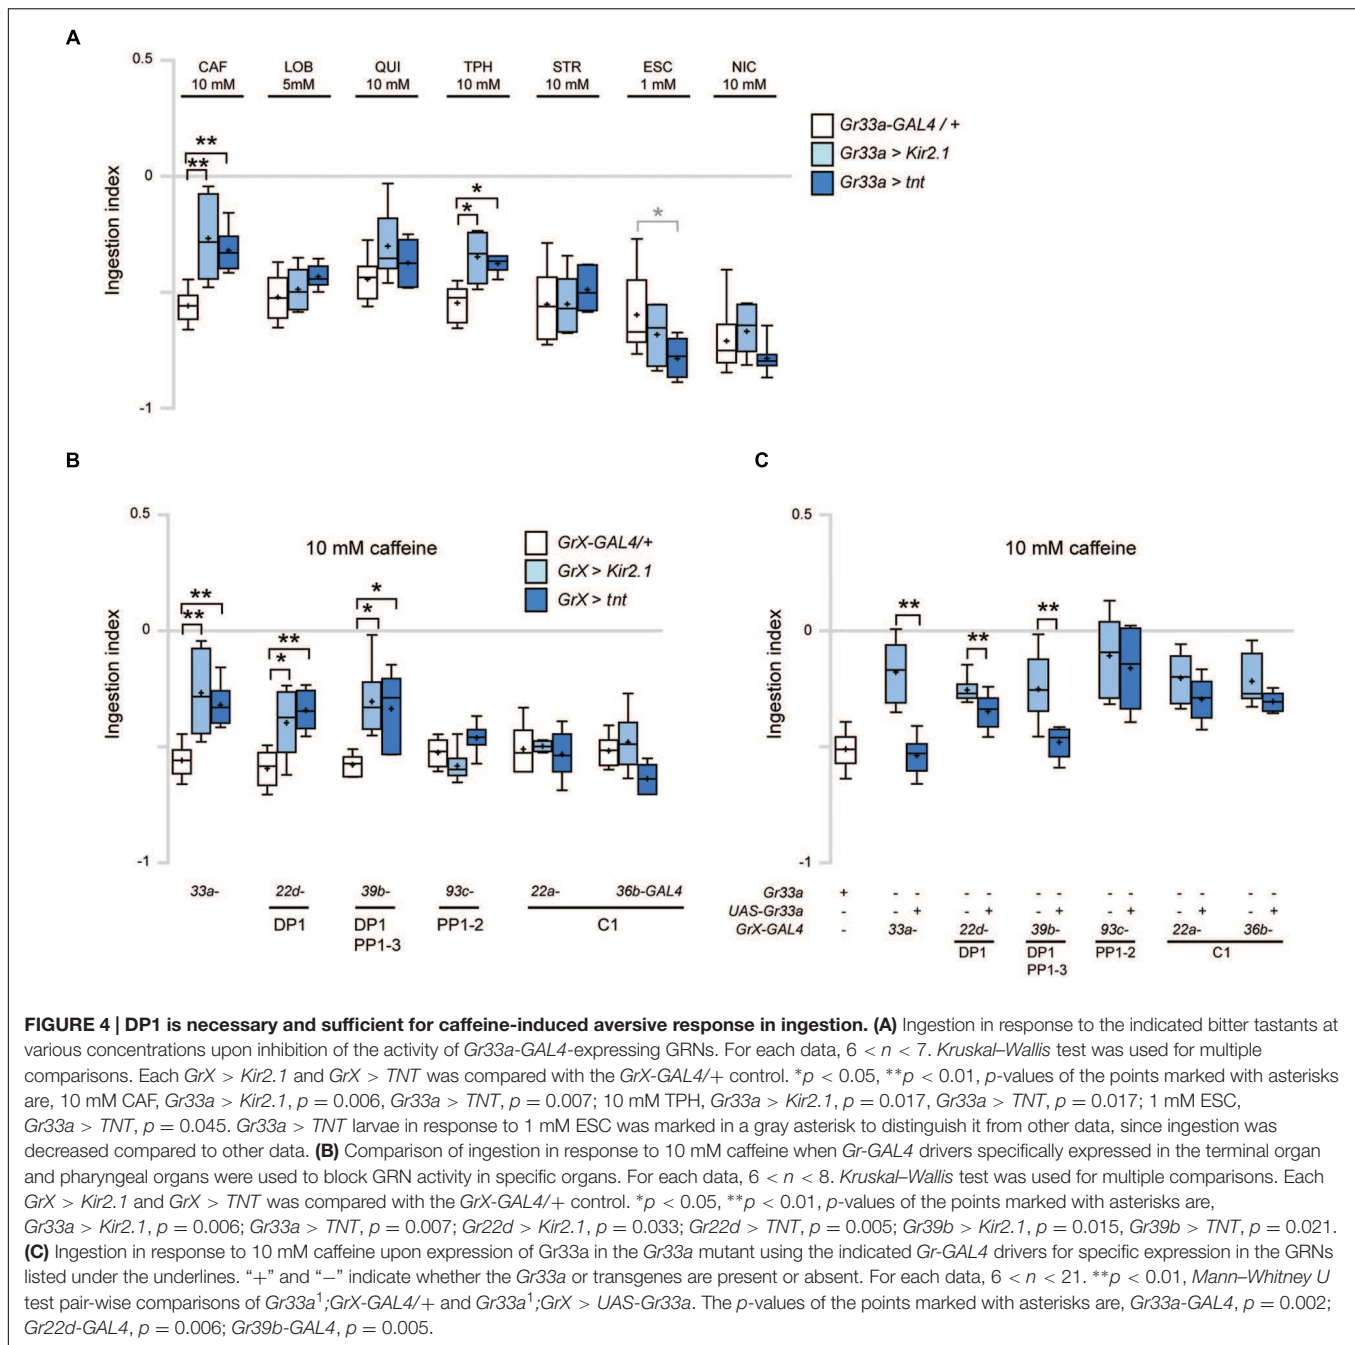 A
0.5
CAF LOB QUI TPH STR ESC NIC
10 mM 5mM 10 mM 10 mM 10 mM 1 mM 10 mM
Gr33a-GAL4 / +
Gr33a > Kir2.1
Gr33a > tnt
** ** * * *
0
Ingestion index
-1
B
0.5
10 mM caffeine
GrX-GAL4/+
GrX > Kir2.1
GrX > tnt
** ** ** * * *
0
Ingestion index
-1
33a- 22d- 39b- 93c- 22a- 36b-GAL4
DP1 DP1 PP1-2 C1
PP1-3
C
0.5
10 mM caffeine
** ** **
0
Ingestion index
-1
Gr33a + - - - - - - - - - - - -
UAS-Gr33a - - + - + - + - + - + - +
GrX-GAL4 - 33a- 22d- 39b- 93c- 22a- 36b-
DP1 DP1 PP1-2 C1
PP1-3
FIGURE 4 | DP1 is necessary and sufficient for caffeine-induced aversive response in ingestion. (A) Ingestion in response to the indicated bitter tastants at
various concentrations upon inhibition of the activity of Gr33a-GAL4-expressing GRNs. For each data, 6 < n < 7. Kruskal–Wallis test was used for multiple
comparisons. Each GrX > Kir2.1 and GrX > TNT was compared with the GrX-GAL4/+ control. *p < 0.05, **p < 0.01, p-values of the points marked with asterisks
are, 10 mM CAF, Gr33a > Kir2.1, p = 0.006, Gr33a > TNT, p = 0.007; 10 mM TPH, Gr33a > Kir2.1, p = 0.017, Gr33a > TNT, p = 0.017; 1 mM ESC,
Gr33a > TNT, p = 0.045. Gr33a > TNT larvae in response to 1 mM ESC was marked in a gray asterisk to distinguish it from other data, since ingestion was
decreased compared to other data. (B) Comparison of ingestion in response to 10 mM caffeine when Gr-GAL4 drivers specifically expressed in the terminal organ
and pharyngeal organs were used to block GRN activity in specific organs. For each data, 6 < n < 8. Kruskal–Wallis test was used for multiple comparisons. Each
GrX > Kir2.1 and GrX > TNT was compared with the GrX-GAL4/+ control. *p < 0.05, **p < 0.01, p-values of the points marked with asterisks are,
Gr33a > Kir2.1, p = 0.006; Gr33a > TNT, p = 0.007; Gr22d > Kir2.1, p = 0.033; Gr22d > TNT, p = 0.005; Gr39b > Kir2.1, p = 0.015, Gr39b > TNT, p = 0.021.
(C) Ingestion in response to 10 mM caffeine upon expression of Gr33a in the Gr33a mutant using the indicated Gr-GAL4 drivers for specific expression in the GRNs
listed under the underlines. “+” and “−” indicate whether the Gr33a or transgenes are present or absent. For each data, 6 < n < 21. **p < 0.01, Mann–Whitney U
test pair-wise comparisons of Gr33a¹;GrX-GAL4/+ and Gr33a¹;GrX > UAS-Gr33a. The p-values of the points marked with asterisks are, Gr33a-GAL4, p = 0.002;
Gr22d-GAL4, p = 0.006; Gr39b-GAL4, p = 0.005.